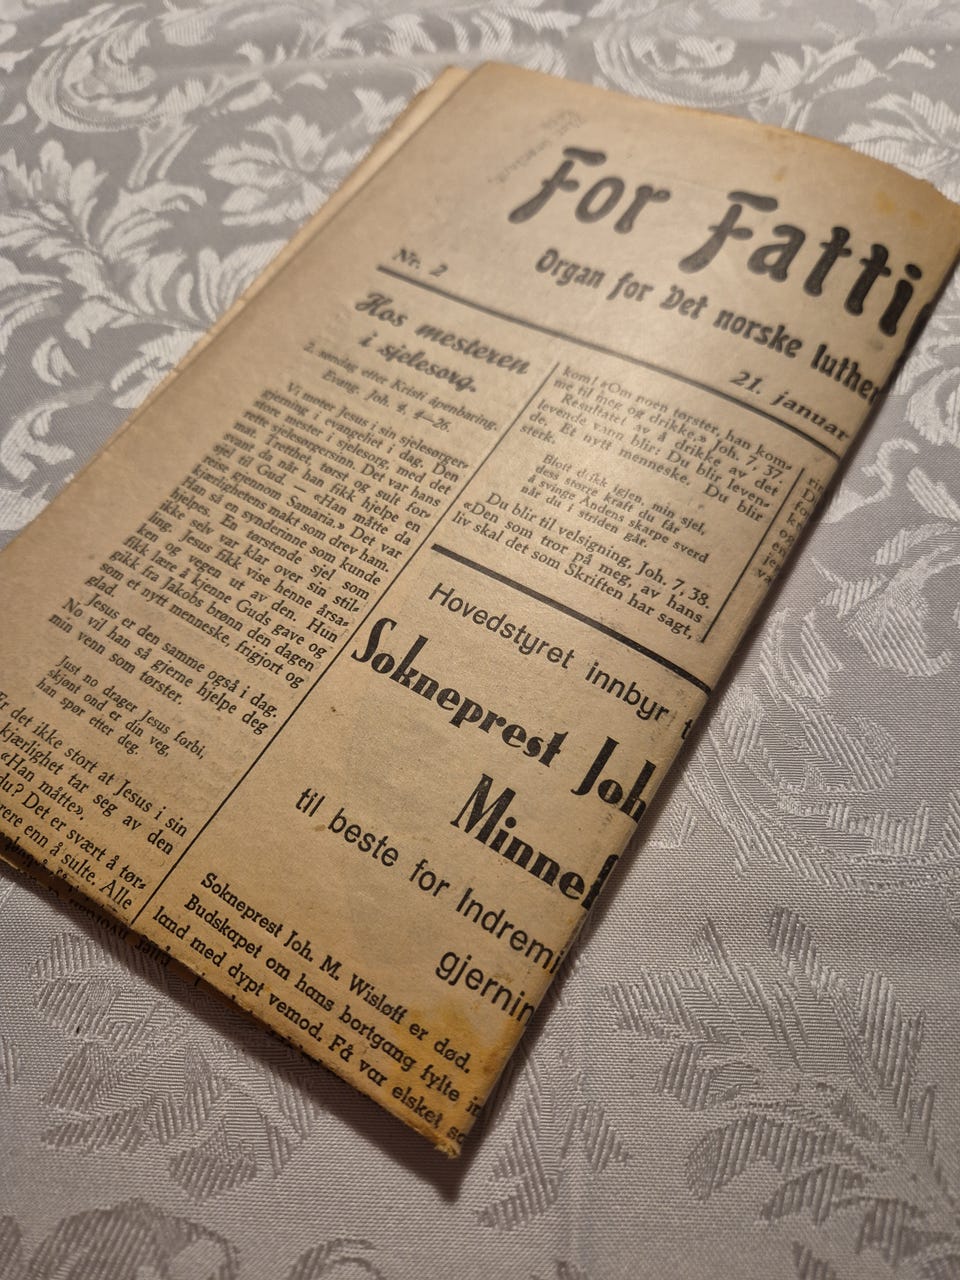 For Fatti
Organ for Det norske luther
Nr. 2
21. januar
Hos mesteren
i sjelesorg.
2. søndag etter Kristi åpenbaring.
Evang. Joh. 4, 4—26.
Vi møter Jesus i sin sjelesørger-
gjerning i evangeliet i dag. Den
store mester i sjelesorg, med det
rette sjelesørgersinn. Det var hans
mat. Tretthet, tørst og sult for-
svant da når han fikk hjelpe en
sjel til Gud. — «Han måtte da
reise gjennom Samaria.» Det var
kjærlighetens makt som drev ham.
Han så en synderinne som kunde
hjelpes. En tørstende sjel som
ikke selv var klar over sin stil-
ling. Jesus fikk vise henne årsa-
ken og vegen ut av den. Hun
fikk lære å kjenne Guds gave og
gikk fra Jakobs brønn den dagen
som et nytt menneske, frigjort og
glad.
Jesus er den samme også i dag.
No vil han så gjerne hjelpe deg
min venn som tørster.
Just no drager Jesus forbi,
skjønt ond er din veg,
han spør etter deg.
Er det ikke stort at Jesus i sin
kjærlighet tar seg av den
«Han måtte»,
du? Det er svært å tør-
rere enn å sulte. Alle
kom! «Om noen tørster, han kom-
me til meg og drikke.» Joh. 7, 37.
Resultatet av å drikke av det
levende vann blir: Du blir leven-
de. Et nytt menneske. Du blir
sterk.
Blott drikk igjen, min sjel,
dess større kraft du får,
å svinge Åndens skarpe sverd
når du i striden går.
Du blir til velsigning, Joh. 7, 38.
«Den som tror på meg, av hans
liv skal det som Skriften har sagt,
Hovedstyret innbyr t
Sokneprest Joh
Minnef
til beste for Indremi
gjernin
Sokneprest Joh. M. Wisløff er død.
Budskapet om hans bortgang fylte in
land med dypt vemod. Få var elsket so